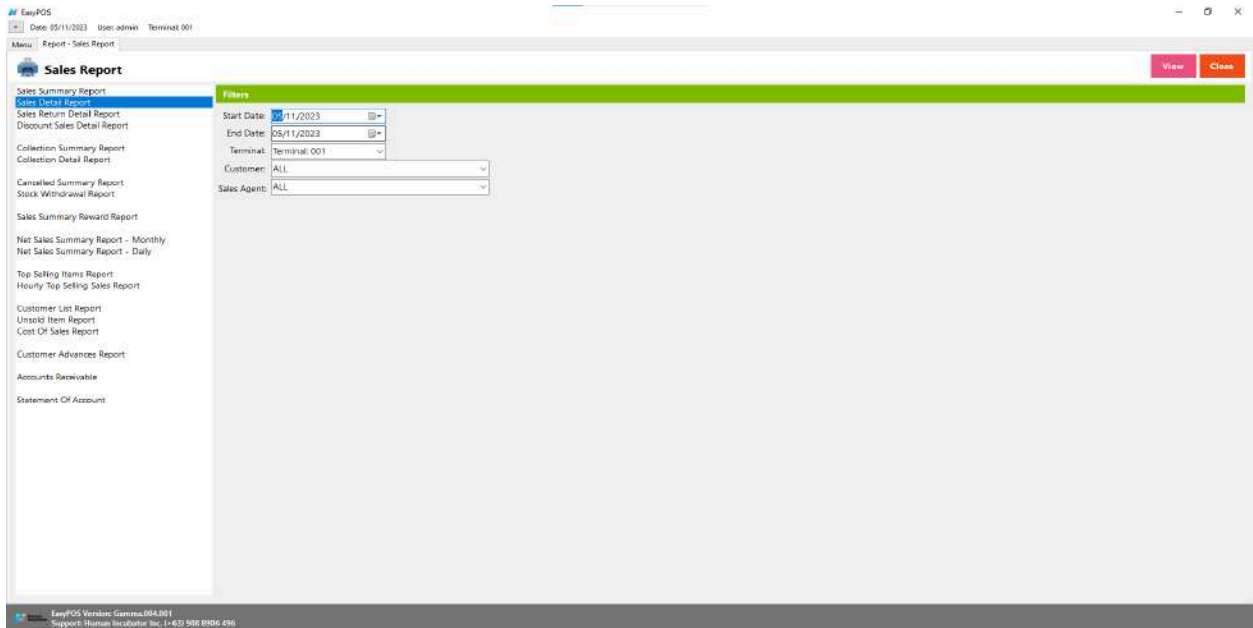 EasyPOS
Date: 05/11/2023 User: admin Terminal: 001
Menu Report - Sales Report
Sales Report
View Close
Sales Summary Report
Sales Detail Report
Sales Return Detail Report
Discount Sales Detail Report
Collection Summary Report
Collection Detail Report
Cancelled Summary Report
Stock Withdrawal Report
Sales Summary Reward Report
Net Sales Summary Report - Monthly
Net Sales Summary Report - Daily
Top Selling Items Report
Hourly Top Selling Sales Report
Customer List Report
Unsold Item Report
Cost Of Sales Report
Customer Advances Report
Accounts Receivable
Statement Of Account
Filters
Start Date: 05/11/2023
End Date: 05/11/2023
Terminal: Terminal: 001
Customer: ALL
Sales Agent: ALL
EasyPOS Version: Gamma.004.001
Support: Human Incubator Inc. (+63) 908 8906 496